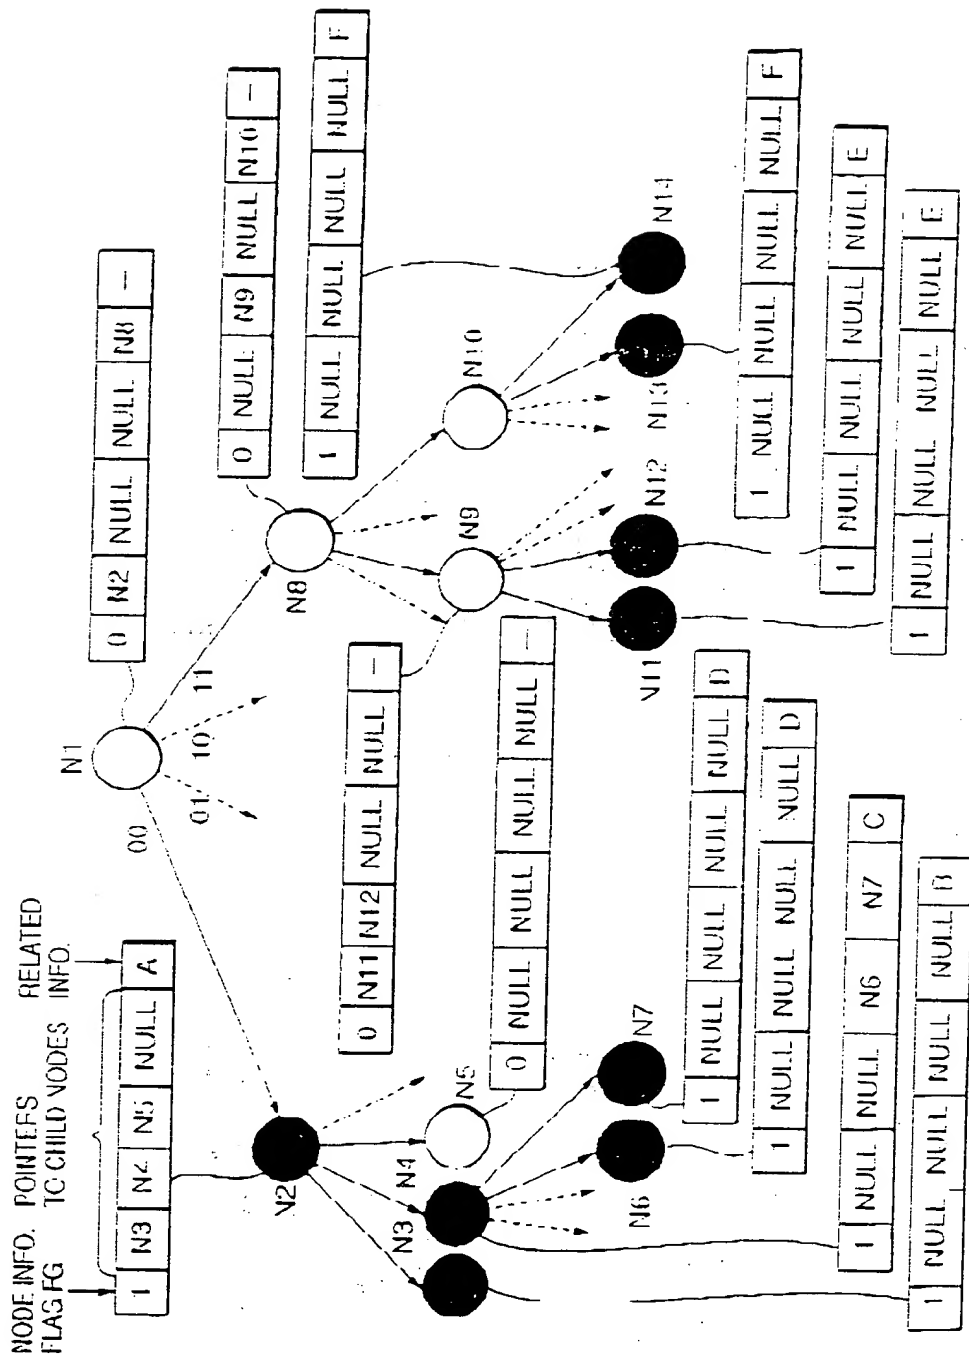 NODE INFO. POINTERS RELATED
FLAG FG TO CHILD NODES INFO.
1 N3 N4 N5 NULL A
N1
0 N2 NULL NULL N8 —
00 01 10 11
N2
N8
0 NULL N9 NULL N10 —
1 NULL NULL NULL NULL F
0 N11 N12 NULL NULL —
N3 N4 N5
N9 N10
0 NULL NULL NULL NULL —
N6 N7
N11 N12 N13 N14
1 NULL NULL NULL NULL D
1 NULL NULL NULL NULL D
1 NULL NULL N6 N7 C
1 NULL NULL NULL NULL B
1 NULL NULL NULL NULL F
1 NULL NULL NULL NULL E
1 NULL NULL NULL NULL E